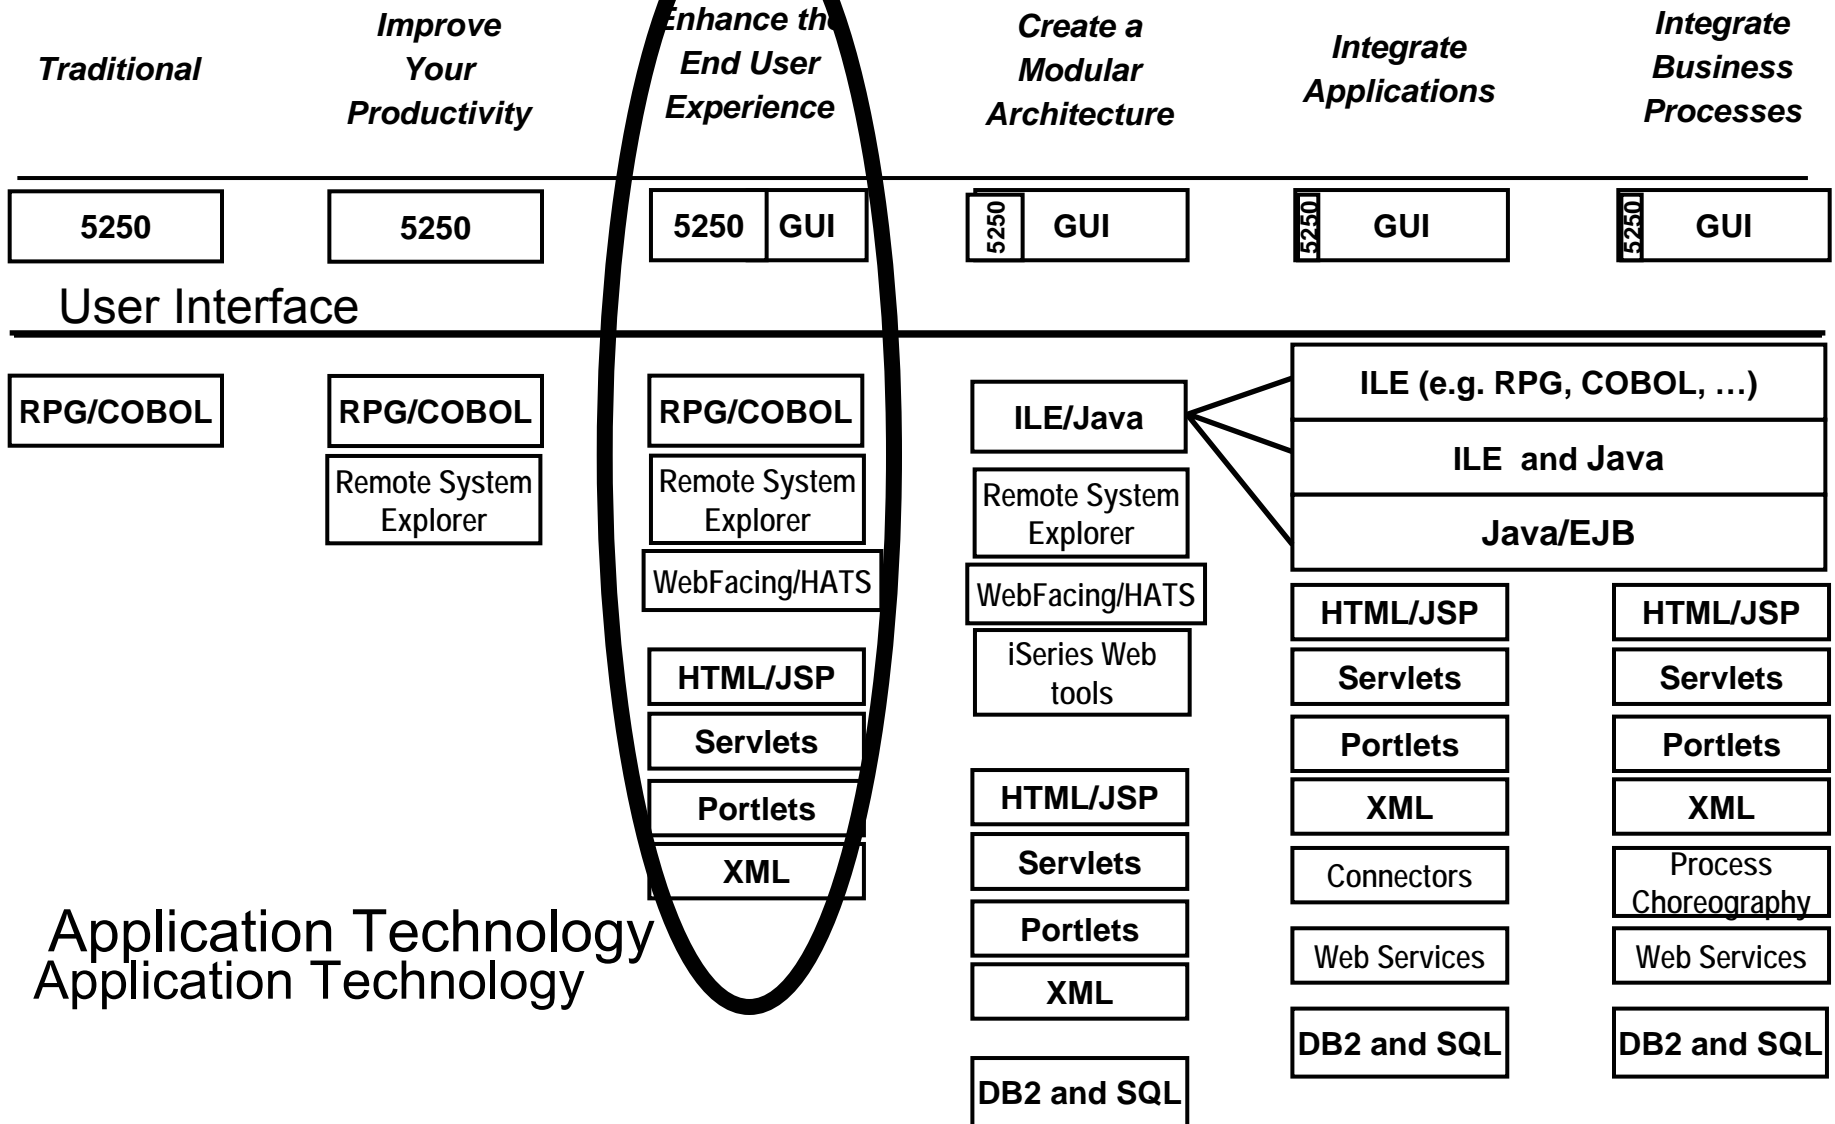 Traditional
Improve
Your
Productivity
Enhance the
End User
Experience
Create a
Modular
Architecture
Integrate
Applications
Integrate
Business
Processes
5250
5250
5250 GUI
5250 GUI
5250 GUI
5250 GUI
User Interface
RPG/COBOL
RPG/COBOL
Remote System
Explorer
RPG/COBOL
Remote System
Explorer
WebFacing/HATS
HTML/JSP
Servlets
Portlets
XML
ILE/Java
Remote System
Explorer
WebFacing/HATS
iSeries Web
tools
HTML/JSP
Servlets
Portlets
XML
DB2 and SQL
ILE (e.g. RPG, COBOL, …)
ILE and Java
Java/EJB
HTML/JSP
Servlets
Portlets
XML
Connectors
Web Services
DB2 and SQL
HTML/JSP
Servlets
Portlets
XML
Process
Choreography
Web Services
DB2 and SQL
Application Technology
Application Technology